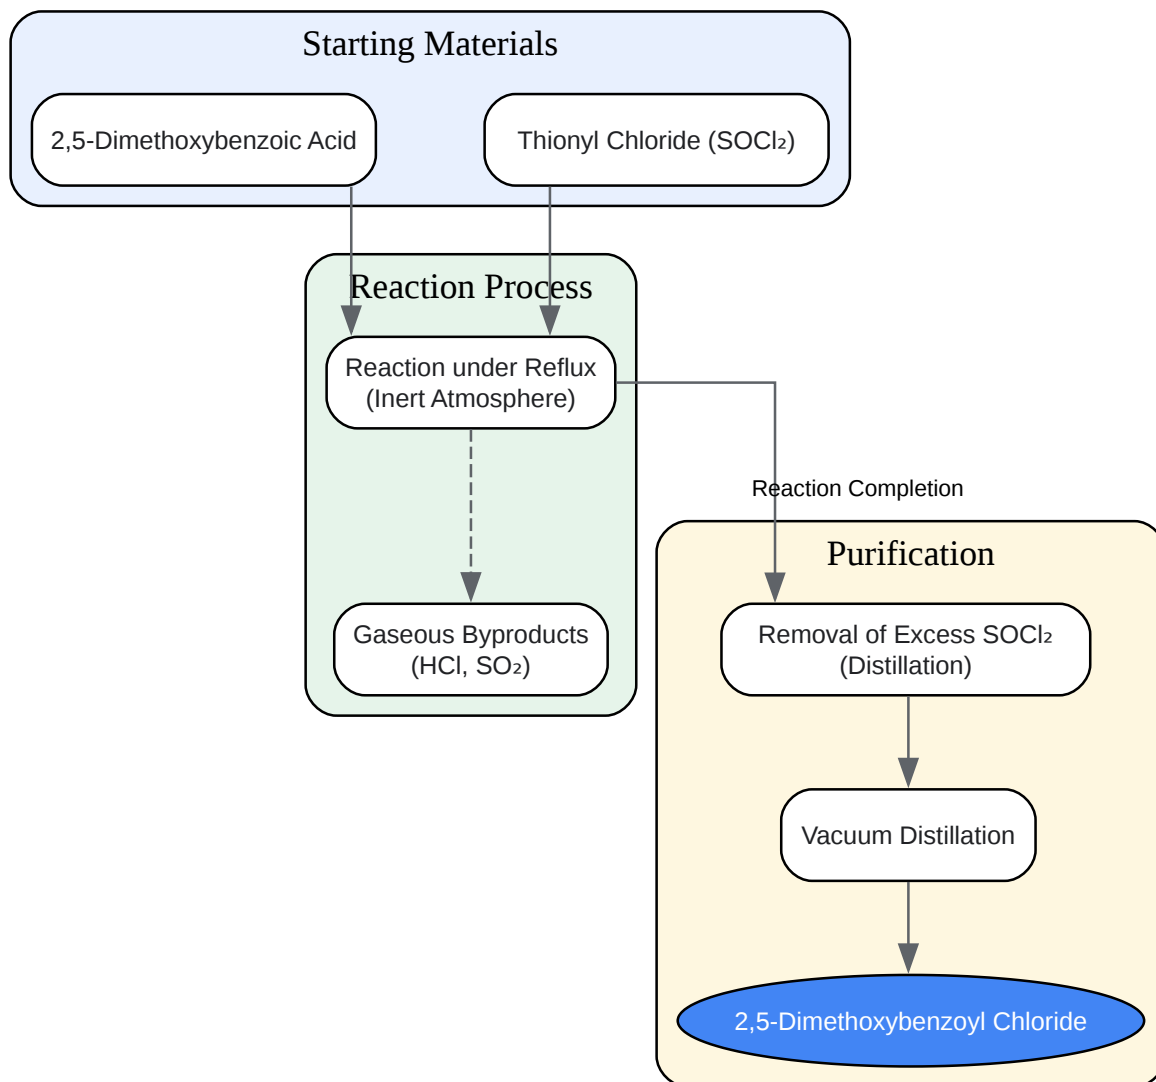 Starting Materials
2,5-Dimethoxybenzoic Acid
Thionyl Chloride (SOCl₂)
Reaction Process
Reaction under Reflux
(Inert Atmosphere)
Reaction Completion
Purification
Gaseous Byproducts
(HCl, SO₂)
Removal of Excess SOCl₂
(Distillation)
Vacuum Distillation
2,5-Dimethoxybenzoyl Chloride